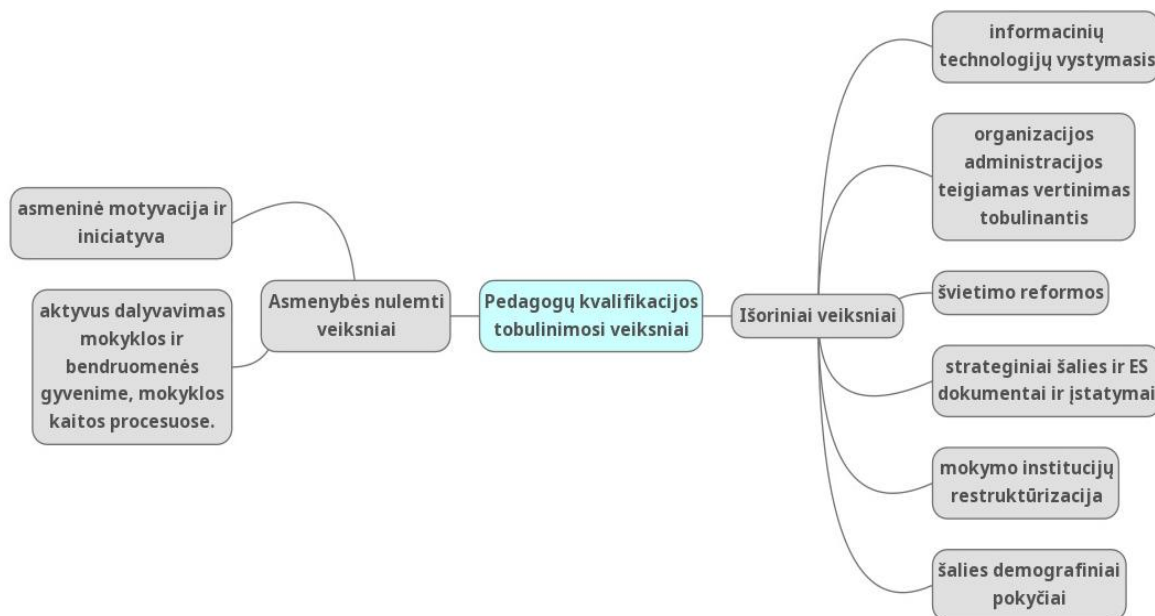 asmeninė motyvacija ir
iniciatyva
aktyvus dalyvavimas
mokyklos ir
bendruomenės
gyvenime, mokyklos
kaitos procesuose.
Asmenybės nulemti
veiksniai
Pedagogų kvalifikacijos
tobulinimosi veiksniai
Išoriniai veiksniai
informacinių
technologijų vystymasis
organizacijos
administracijos
teigiamas vertinimas
tobulinantis
švietimo reformos
strateginiai šalies ir ES
dokumentai ir įstatymai
mokymo institucijų
restruktūrizacija
šalies demografiniai
pokyčiai